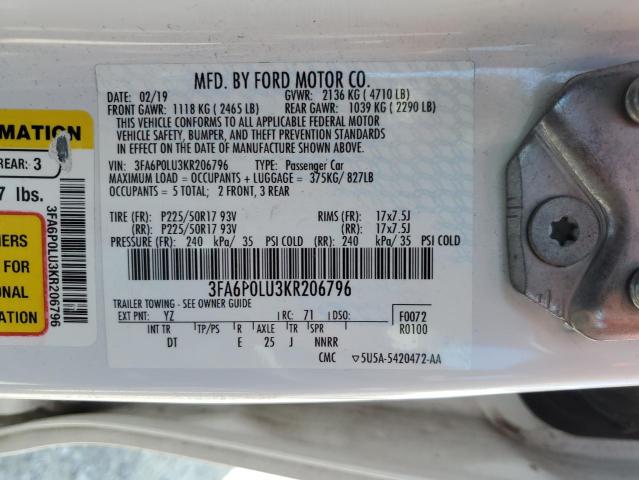 MFD. BY FORD MOTOR CO.
DATE: 02/19 GVWR: 2136 KG ( 4710 LB)
FRONT GAWR: 1118 KG ( 2465 LB) REAR GAWR: 1039 KG ( 2290 LB)
THIS VEHICLE CONFORMS TO ALL APPLICABLE FEDERAL MOTOR
VEHICLE SAFETY, BUMPER, AND THEFT PREVENTION STANDARDS IN
EFFECT ON THE DATE OF MANUFACTURE SHOWN ABOVE.
VIN: 3FA6P0LU3KR206796 TYPE: Passenger Car
MAXIMUM LOAD = OCCUPANTS + LUGGAGE = 375KG/ 827LB
OCCUPANTS = 5 TOTAL; 2 FRONT, 3 REAR
TIRE (FR): P225/50R17 93V RIMS (FR): 17x7.5J
(RR): P225/50R17 93V (RR): 17x7.5J
PRESSURE (FR): 240 kPa/ 35 PSI COLD (RR): 240 kPa/ 35 PSI COLD
3FA6P0LU3KR206796
TRAILER TOWING - SEE OWNER GUIDE
EXT PNT: YZ RC: 71 DSO: F0072
INT TR TP/PS R AXLE TR SPR R0100
DT E 25 J NNRR
CMC ▽5U5A-5420472-AA
RMATION
REAR: 3
7 lbs.
3FA6P0LU3KR206796
FOR
ONAL
ATION